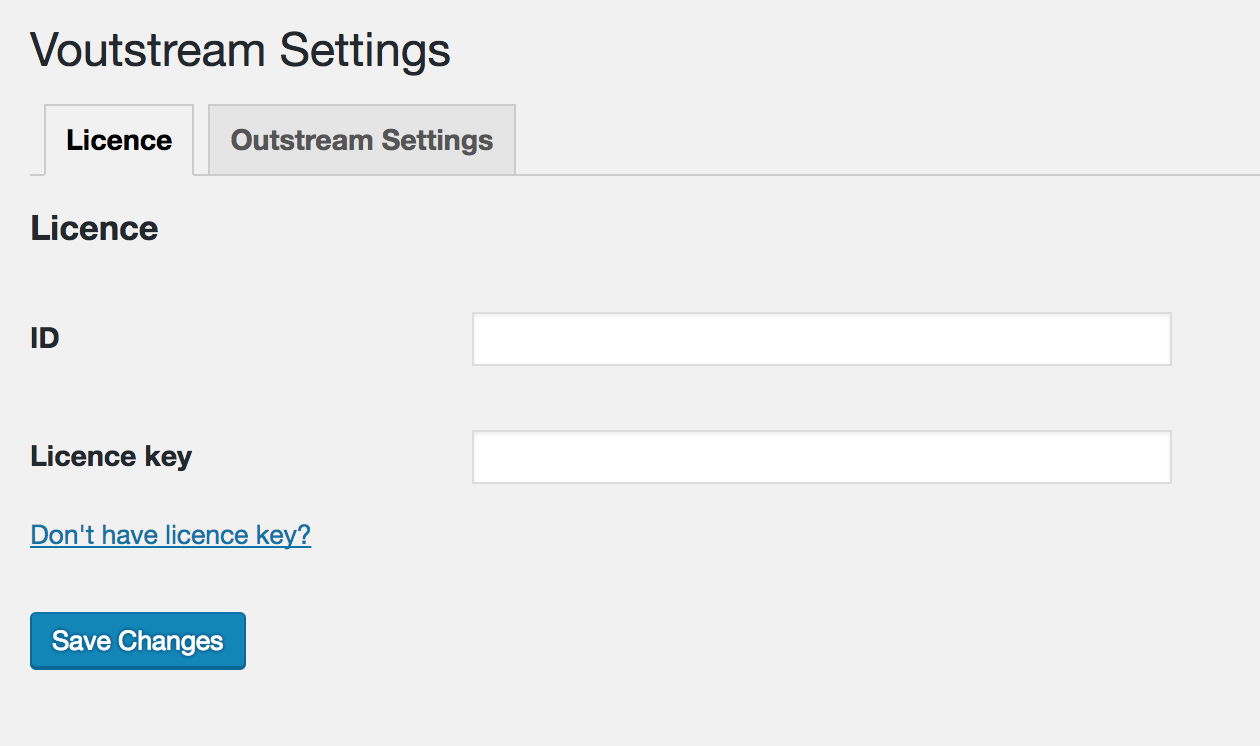 Voutstream Settings
Licence
Outstream Settings
Licence
ID
Licence key
Don't have licence key?
Save Changes